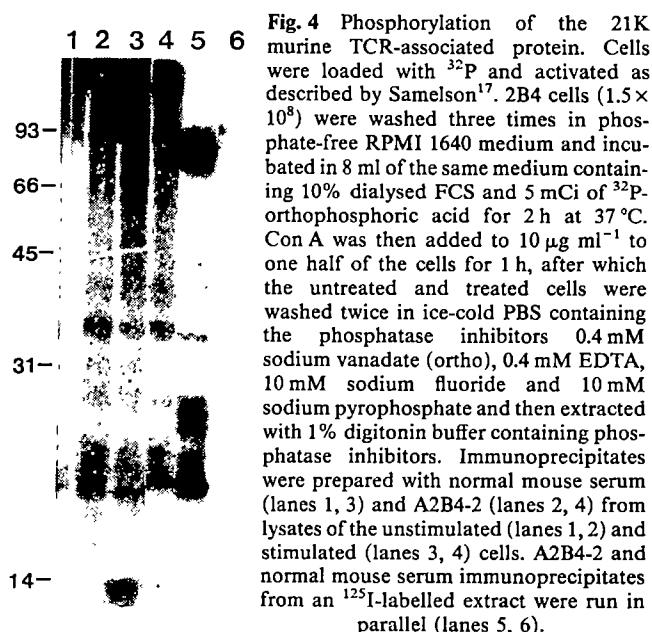 1 2 3 4 5 6
93–
66–
45–
31–
14–
Fig. 4 Phosphorylation of the 21K
murine TCR-associated protein. Cells
were loaded with ³²P and activated as
described by Samelson¹⁷. 2B4 cells (1.5 ×
10⁸) were washed three times in phos-
phate-free RPMI 1640 medium and incu-
bated in 8 ml of the same medium contain-
ing 10% dialysed FCS and 5 mCi of ³²P-
orthophosphoric acid for 2 h at 37 °C.
Con A was then added to 10 μg ml⁻¹ to
one half of the cells for 1 h, after which
the untreated and treated cells were
washed twice in ice-cold PBS containing
the phosphatase inhibitors 0.4 mM
sodium vanadate (ortho), 0.4 mM EDTA,
10 mM sodium fluoride and 10 mM
sodium pyrophosphate and then extracted
with 1% digitonin buffer containing phos-
phatase inhibitors. Immunoprecipitates
were prepared with normal mouse serum
(lanes 1, 3) and A2B4-2 (lanes 2, 4) from
lysates of the unstimulated (lanes 1, 2) and
stimulated (lanes 3, 4) cells. A2B4-2 and
normal mouse serum immunoprecipitates
from an ¹²⁵I-labelled extract were run in
parallel (lanes 5, 6).